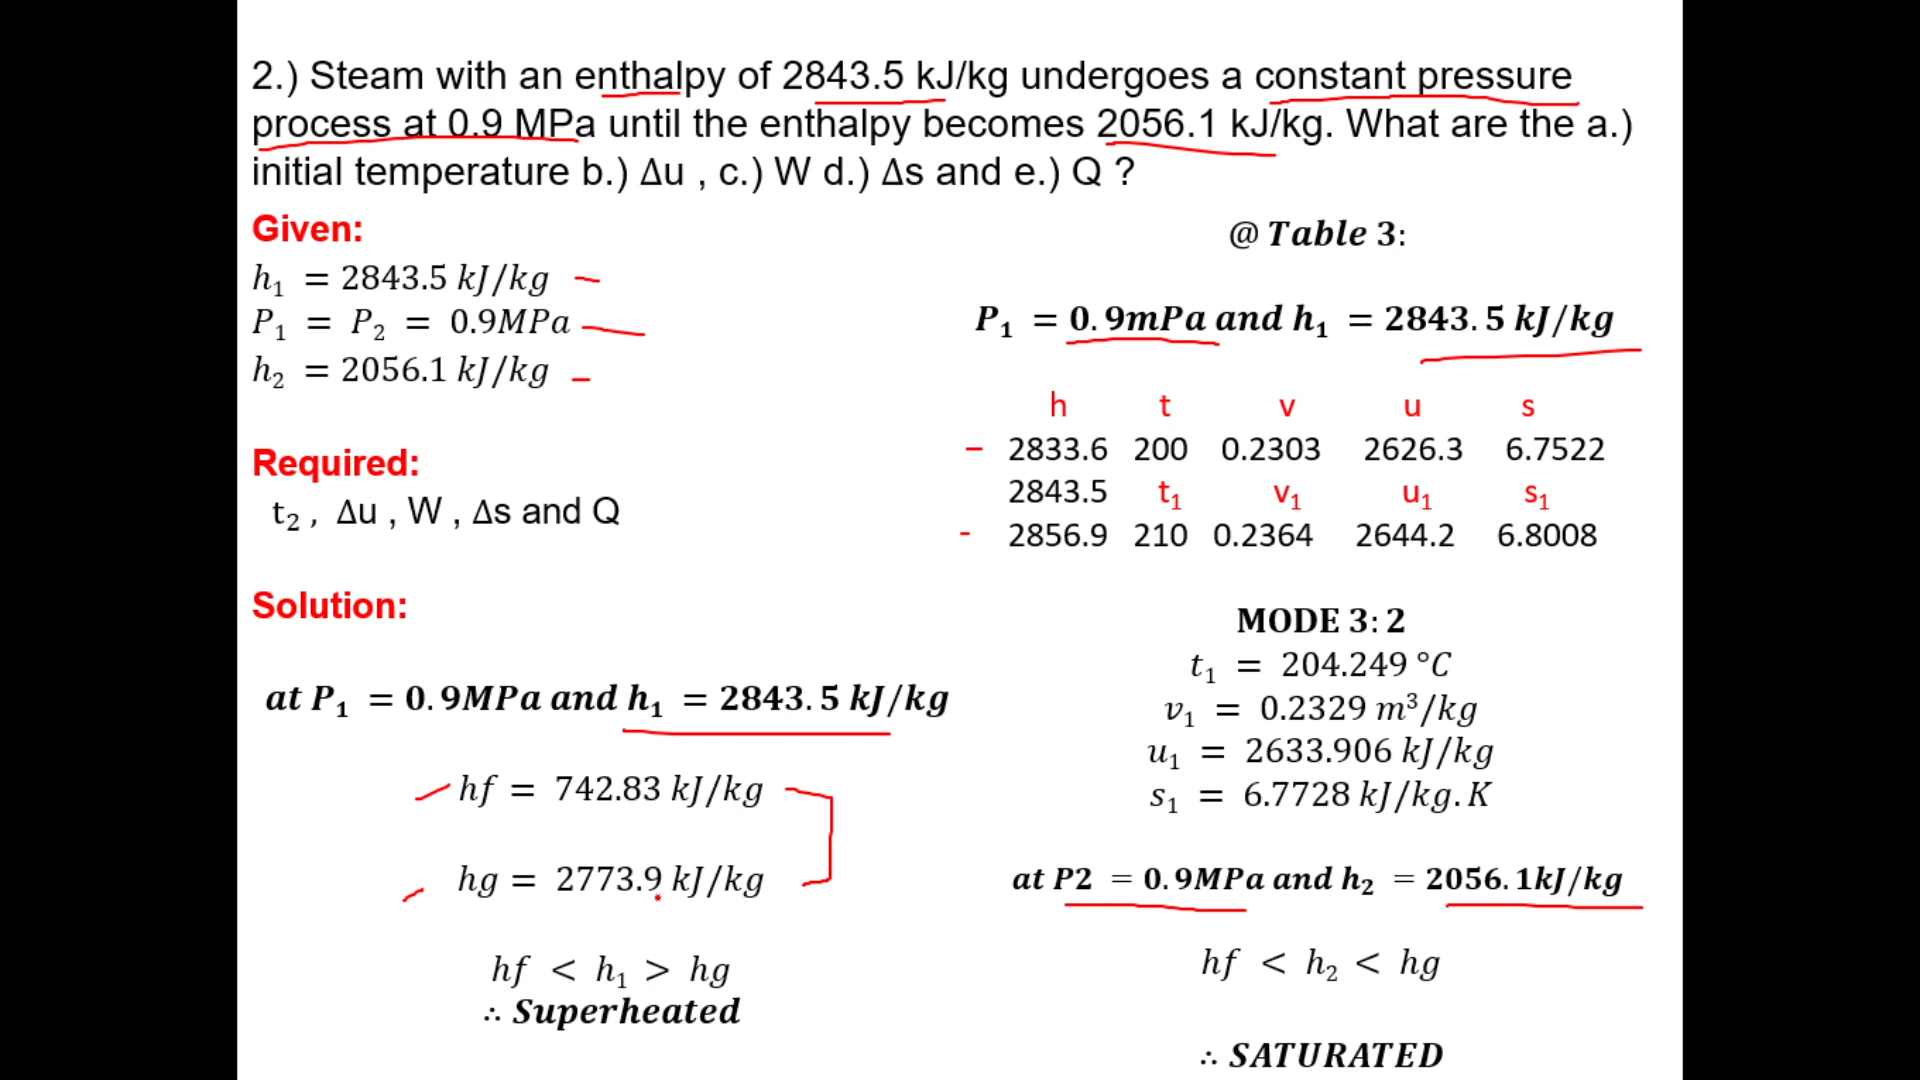 2.) Steam with an enthalpy of 2843.5 kJ/kg undergoes a constant pressure
process at 0.9 MPa until the enthalpy becomes 2056.1 kJ/kg. What are the a.)
initial temperature b.) Δu , c.) W d.) Δs and e.) Q ?
Given:
h₁ = 2843.5 kJ/kg
P₁ = P₂ = 0.9MPa
h₂ = 2056.1 kJ/kg
Required:
t₂ , Δu , W , Δs and Q
Solution:
at P₁ = 0.9MPa and h₁ = 2843.5 kJ/kg
hf = 742.83 kJ/kg
hg = 2773.9 kJ/kg
hf < h₁ > hg
∴ Superheated
@ Table 3:
P₁ = 0.9mPa and h₁ = 2843.5 kJ/kg
h t v u s
2833.6 200 0.2303 2626.3 6.7522
2843.5 t₁ v₁ u₁ s₁
2856.9 210 0.2364 2644.2 6.8008
MODE 3: 2
t₁ = 204.249 °C
v₁ = 0.2329 m³/kg
u₁ = 2633.906 kJ/kg
s₁ = 6.7728 kJ/kg.K
at P2 = 0.9MPa and h₂ = 2056.1kJ/kg
hf < h₂ < hg
∴ SATURATED